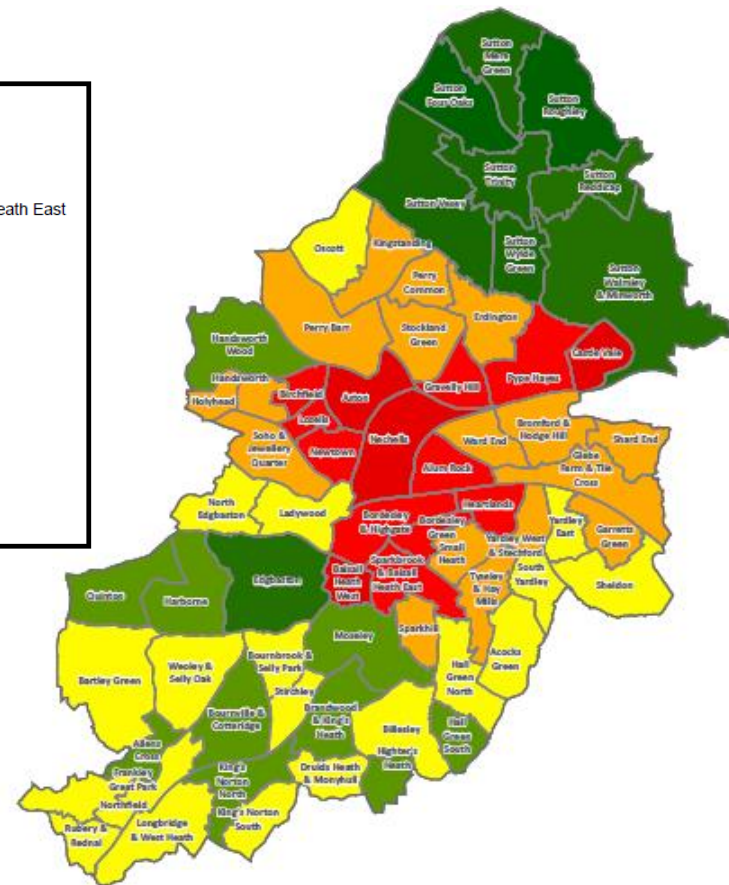 eath East
Sutton
Mere
Green
Sutton
Four Oaks
Sutton
Roughley
Sutton
Trinity
Sutton
Reddicap
Sutton Vesey
Sutton
Wylde
Green
Sutton
Walmley
& Minworth
Oscott
Kingstanding
Perry
Common
Perry Barr
Stockland
Green
Erdington
Handsworth
Wood
Handsworth
Holyhead
Birchfield
Aston
Gravelly Hill
Pype Hayes
Castle Vale
Lozells
Soho &
Jewellery
Quarter
Newtown
Nechells
Ward End
Bromford &
Hodge Hill
Shard End
Glebe
Farm & Tile
Cross
Alum Rock
Heartlands
North
Edgbaston
Ladywood
Bordesley
& Highgate
Bordesley
Green
Small
Heath
Yardley West
& Stechford
Yardley
East
Garretts
Green
South
Yardley
Sheldon
Balsall
Heath
West
Sparkbrook
& Balsall
Heath East
Tyseley
& Hay
Mills
Quinton
Harborne
Edgbaston
Moseley
Sparkhill
Acocks
Green
Hall
Green
North
Bartley Green
Weoley &
Selly Oak
Bournbrook &
Selly Park
Stirchley
Bournville &
Cotteridge
Brandwood
& King's
Heath
Billesley
Hall
Green
South
Highter's
Heath
Druids Heath
& Monyhull
Allens
Cross
Frankley
Great Park
Northfield
King's
Norton
North
King's Norton
South
Rubery &
Rednal
Longbridge
& West Heath